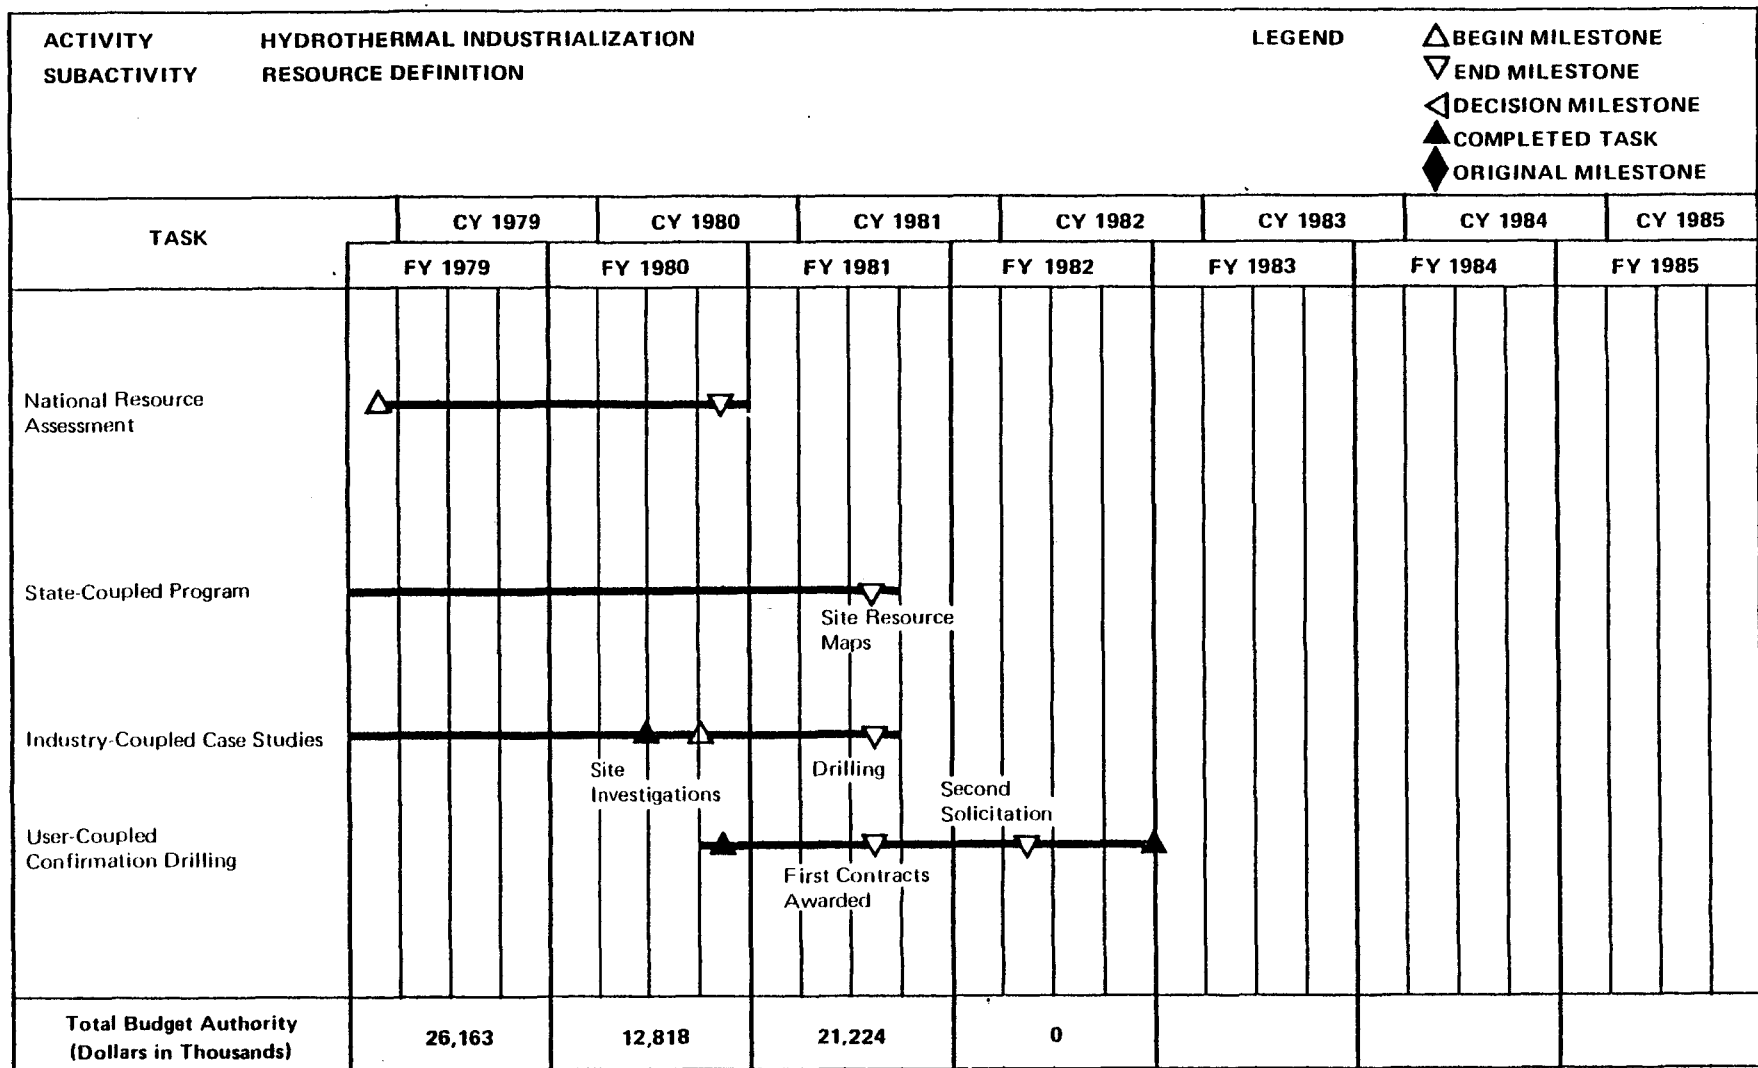 ACTIVITY HYDROTHERMAL INDUSTRIALIZATION
SUBACTIVITY RESOURCE DEFINITION
LEGEND
BEGIN MILESTONE
END MILESTONE
DECISION MILESTONE
COMPLETED TASK
ORIGINAL MILESTONE
TASK
CY 1979 CY 1980 CY 1981 CY 1982 CY 1983 CY 1984 CY 1985
FY 1979 FY 1980 FY 1981 FY 1982 FY 1983 FY 1984 FY 1985
National Resource
Assessment
State-Coupled Program
Site Resource
Maps
Industry-Coupled Case Studies
Site
Investigations
Drilling
Second
Solicitation
User-Coupled
Confirmation Drilling
First Contracts
Awarded
Total Budget Authority
(Dollars in Thousands)
26,163 12,818 21,224 0